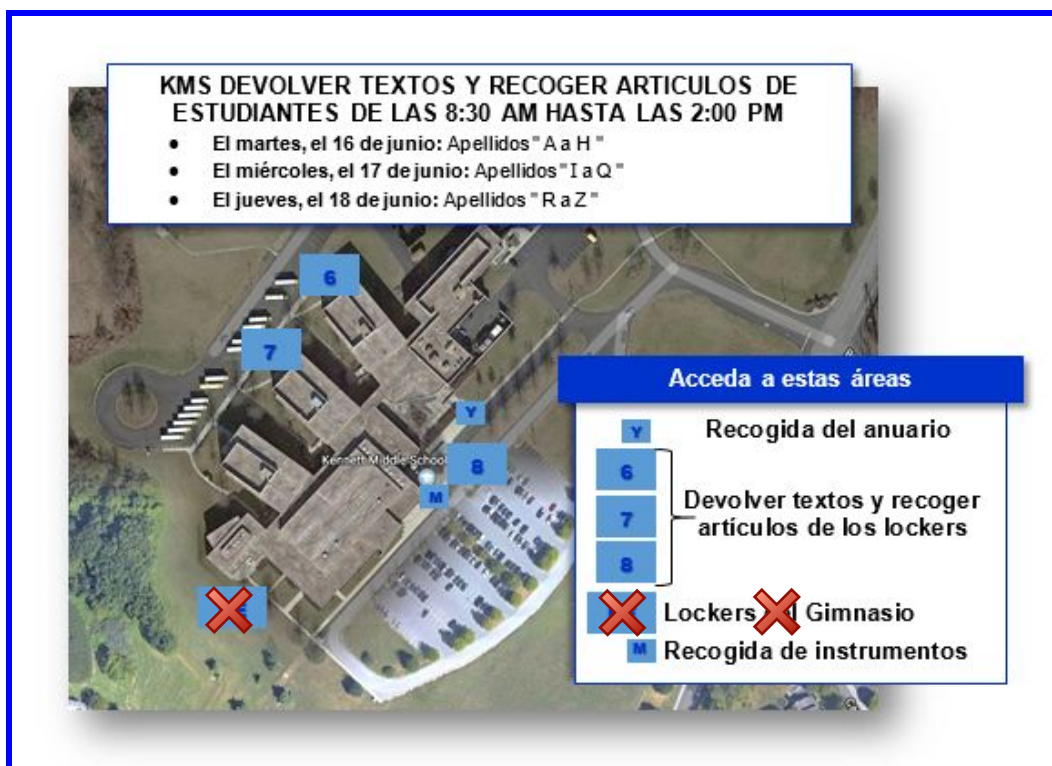 KMS DEVOLVER TEXTOS Y RECOGER ARTICULOS DE
ESTUDIANTES DE LAS 8:30 AM HASTA LAS 2:00 PM
• El martes, el 16 de junio: Apellidos " A a H "
• El miércoles, el 17 de junio: Apellidos " I a Q "
• El jueves, el 18 de junio: Apellidos " R a Z "
6
7
Y
Kennett Middle School
8
M
Acceda a estas áreas
Y Recogida del anuario
6
7
8
Devolver textos y recoger
artículos de los lockers
Lockers Gimnasio
M Recogida de instrumentos